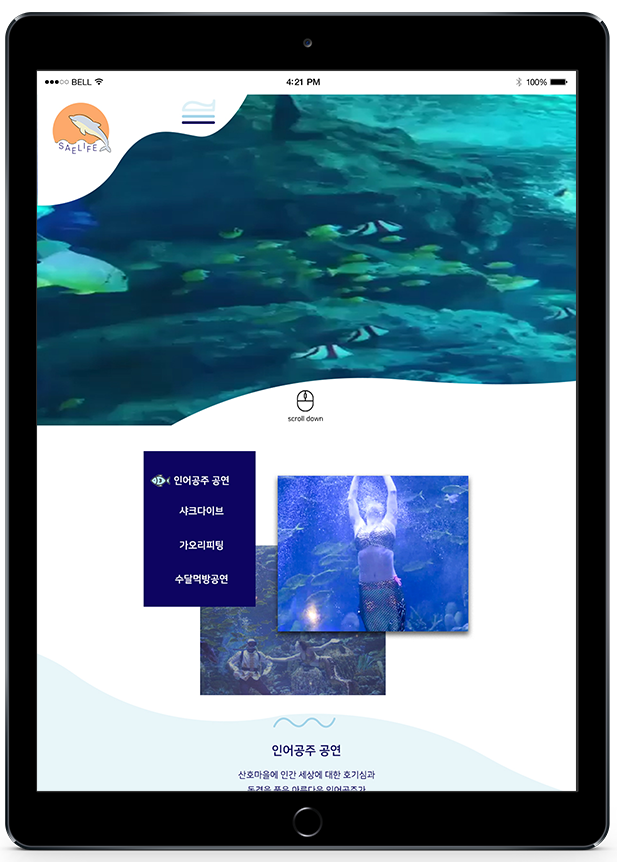 BELL
4:21 PM
100%
SAELIFE
scroll down
인어공주 공연
샤크다이브
가오리피팅
수달먹방공연
인어공주 공연
산호마을에 인간 세상에 대한 호기심과
동경을 품은 아름다운 인어공주가